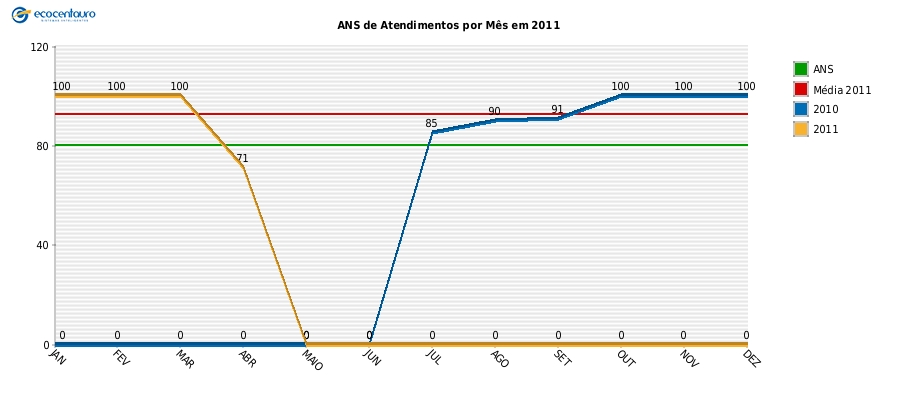 ecocentauro
ANS de Atendimentos por Mês em 2011
120
80
40
0
100 100 100 71 0 0 85 90 91 100 100 100
0 0 0 0 0 0 0 0 0 0 0 0
JAN FEV MAR ABR MAIO JUN JUL AGO SET OUT NOV DEZ
ANS
Média 2011
2010
2011